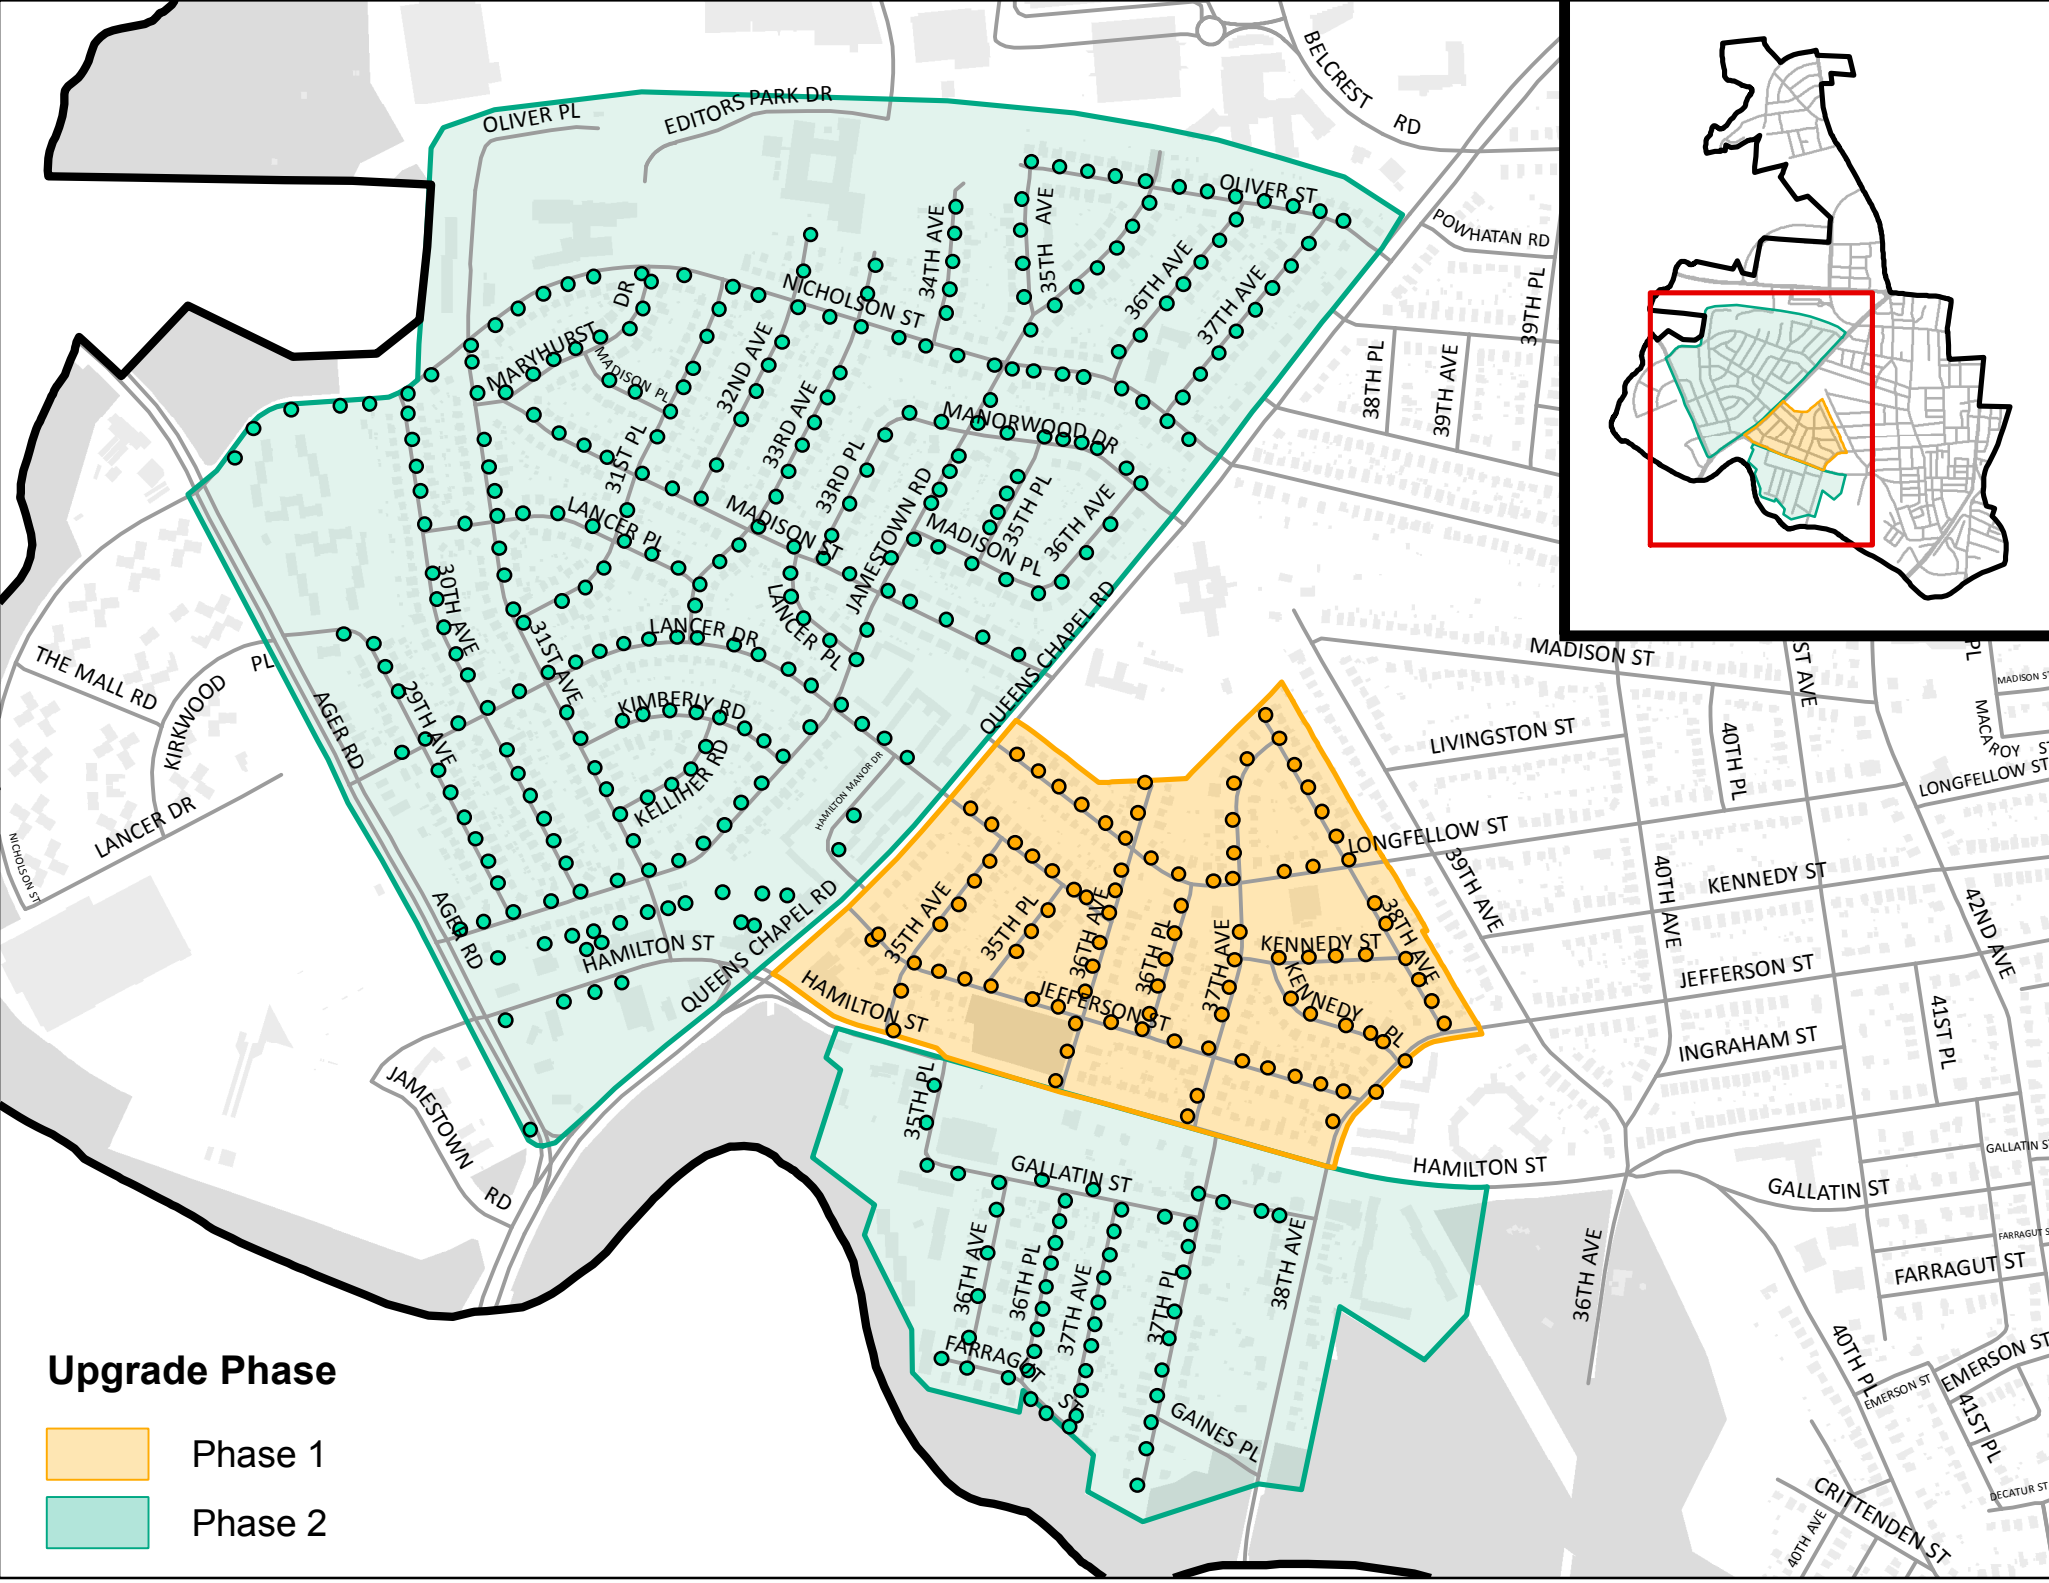 BELCREST
RD
OLIVER PL
EDITORS PARK DR
OLIVER ST
POWHATAN RD
39TH PL
34TH AVE
35TH AVE
36TH AVE
37TH AVE
NICHOLSON ST
MARYHURST DR
MADISON PL
32ND AVE
33RD AVE
31ST PL
33RD PL
MANORWOOD DR
38TH PL
39TH AVE
LANCER PL
MADISON ST
JAMESTOWN RD
35TH PL
36TH AVE
MADISON PL
LANCER PL
QUEENS CHAPEL RD
30TH AVE
31ST AVE
LANCER DR
KIMBERLY RD
KELLIHER RD
29TH AVE
AGER RD
THE MALL RD
KIRKWOOD PL
LANCER DR
NICHOLSON ST
HAMILTON MANOR DR
AGER RD
HAMILTON ST
QUEENS CHAPEL RD
JAMESTOWN
RD
MADISON ST
LIVINGSTON ST
40TH PL
ST AVE
PL
MADISON ST
MACAROY ST
LONGFELLOW ST
LONGFELLOW ST
39TH AVE
40TH AVE
KENNEDY ST
42ND AVE
JEFFERSON ST
INGRAHAM ST
41ST PL
35TH AVE
35TH PL
36TH AVE
36TH PL
37TH AVE
38TH AVE
KENNEDY ST
KENNEDY PL
JEFFERSON ST
HAMILTON ST
HAMILTON ST
GALLATIN ST
GALLATIN ST
FARRAGUT S
FARRAGUT ST
35TH PL
GALLATIN ST
36TH AVE
36TH PL
37TH AVE
37TH PL
38TH AVE
FARRAGUT ST
GAINES PL
36TH AVE
40TH PL
EMERSON ST
EMERSON ST
41ST PL
DECATUR ST
CRITTENDEN ST
40TH AVE
Upgrade Phase
Phase 1
Phase 2